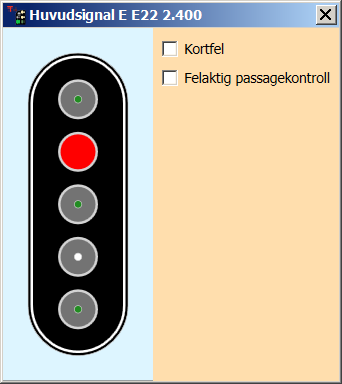 Huvudsignal E E22 2.400
Kortfel
Felaktig passagekontroll